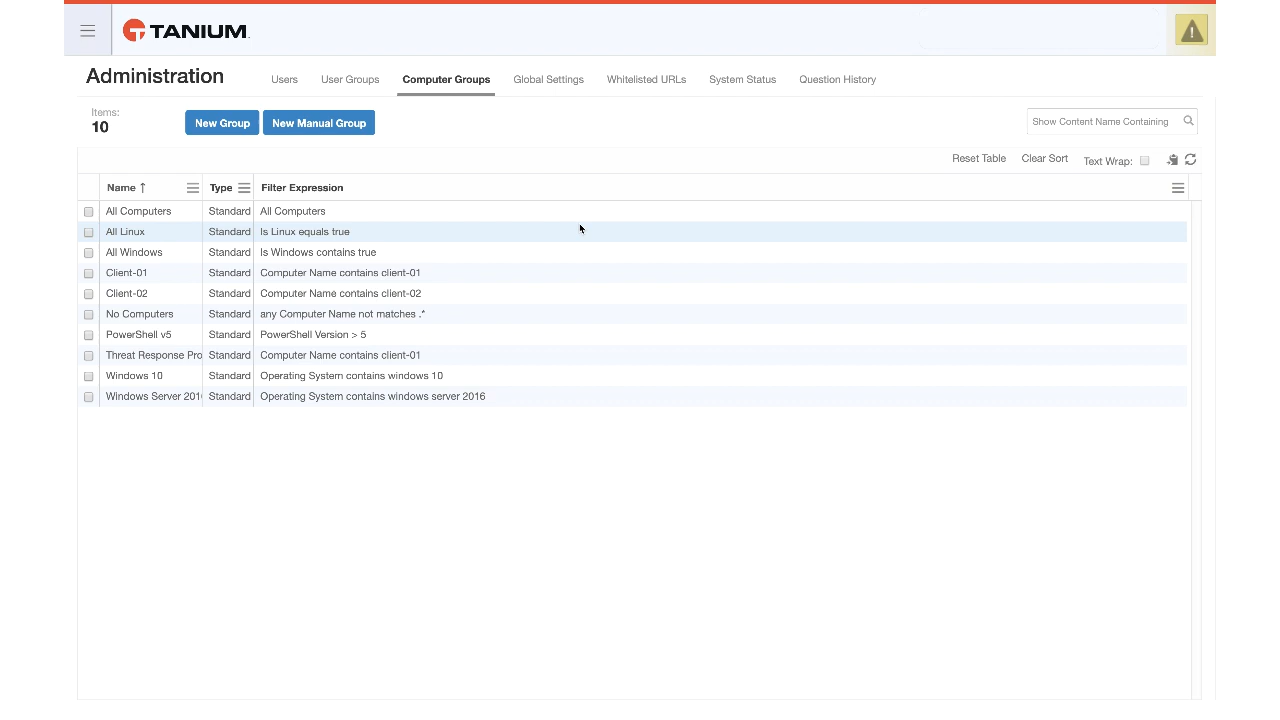 TANIUM
Administration
Users
User Groups
Computer Groups
Global Settings
Whitelisted URLs
System Status
Question History
Items:
10
New Group
New Manual Group
Show Content Name Containing
Reset Table
Clear Sort
Text Wrap:
Name ↑ Type Filter Expression
All Computers Standard All Computers
All Linux Standard Is Linux equals true
All Windows Standard Is Windows contains true
Client-01 Standard Computer Name contains client-01
Client-02 Standard Computer Name contains client-02
No Computers Standard any Computer Name not matches .*
PowerShell v5 Standard PowerShell Version > 5
Threat Response Pro Standard Computer Name contains client-01
Windows 10 Standard Operating System contains windows 10
Windows Server 201 Standard Operating System contains windows server 2016